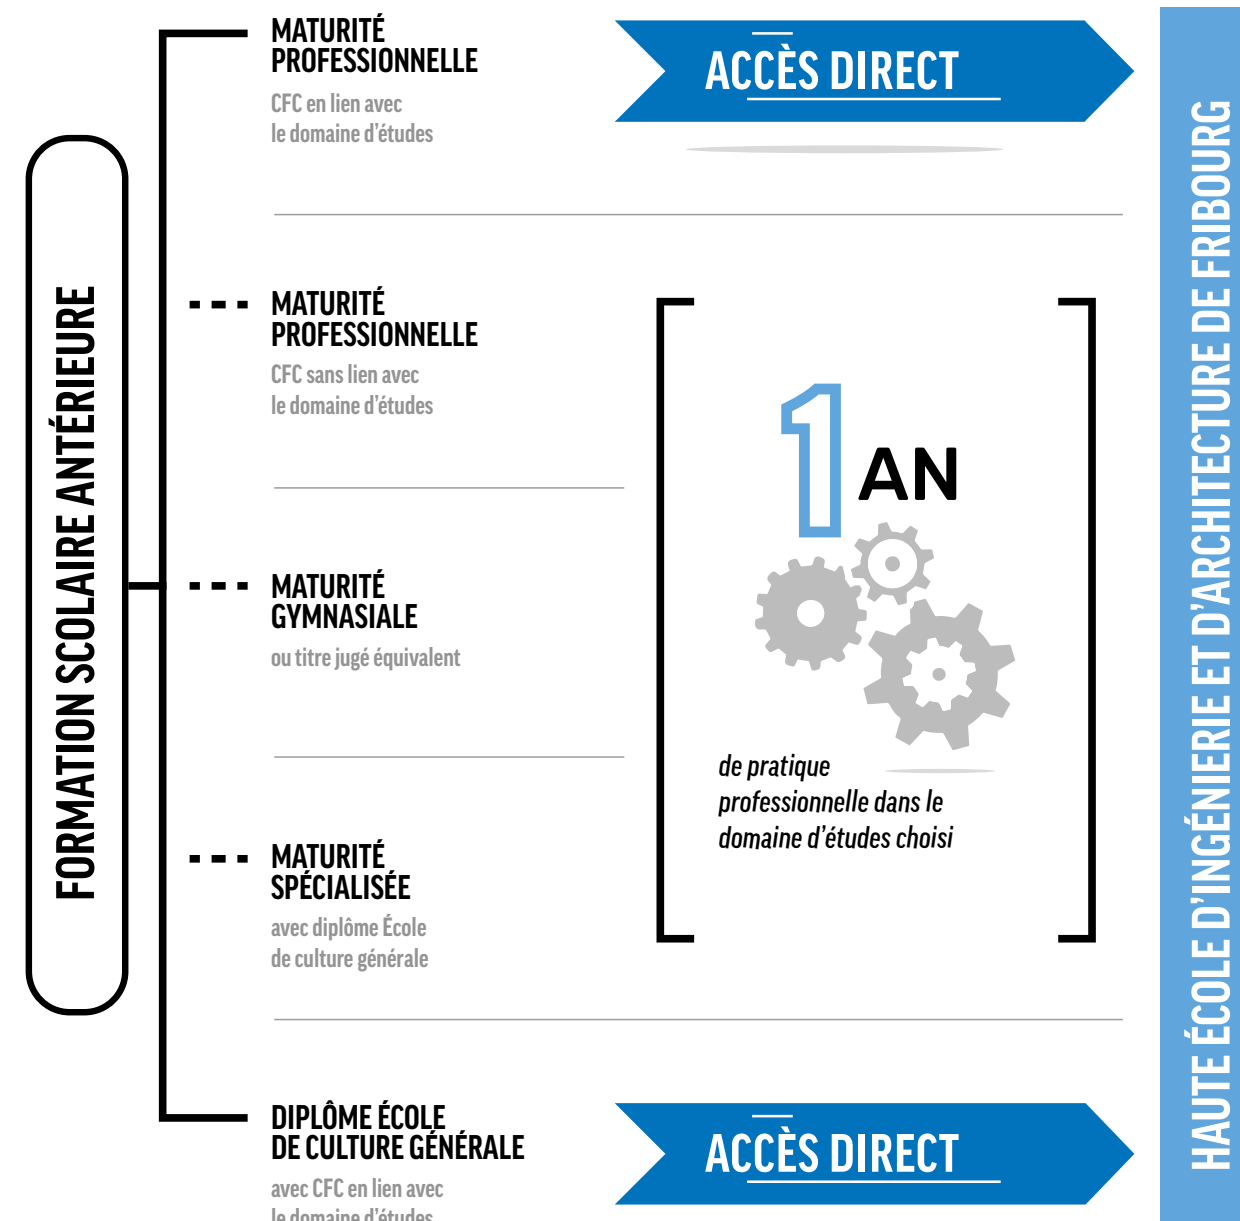 FORMATION SCOLAIRE ANTÉRIEURE
MATURITÉ
PROFESSIONNELLE
CFC en lien avec
le domaine d'études
ACCÈS DIRECT
MATURITÉ
PROFESSIONNELLE
CFC sans lien avec
le domaine d'études
MATURITÉ
GYMNASIALE
ou titre jugé équivalent
MATURITÉ
SPÉCIALISÉE
avec diplôme École
de culture générale
1 AN
de pratique
professionnelle dans le
domaine d'études choisi
DIPLÔME ÉCOLE
DE CULTURE GÉNÉRALE
avec CFC en lien avec
le domaine d'études
ACCÈS DIRECT
HAUTE ÉCOLE D'INGÉNIERIE ET D'ARCHITECTURE DE FRIBOURG